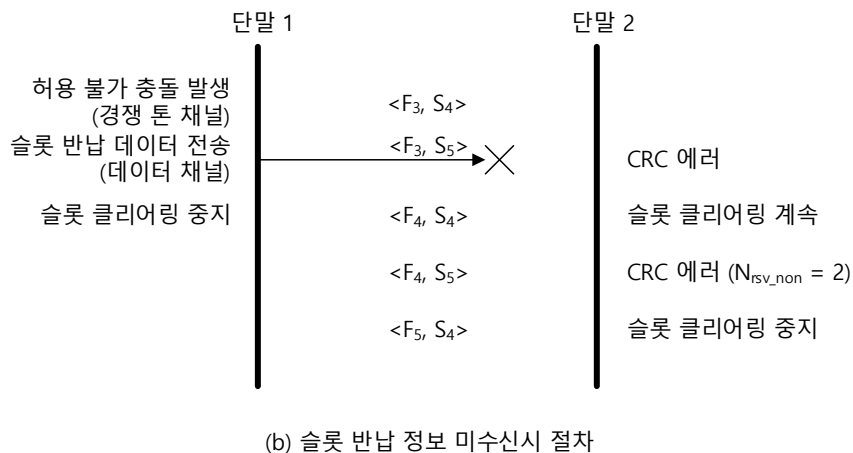 단말 1
단말 2
허용 불가 충돌 발생
(경쟁 톤 채널)
<F3, S4>
슬롯 반납 데이터 전송
(데이터 채널)
<F3, S5>
CRC 에러
슬롯 클리어링 중지
<F4, S4>
슬롯 클리어링 계속
<F4, S5>
CRC 에러 (Nrsv_non = 2)
<F5, S4>
슬롯 클리어링 중지
(b) 슬롯 반납 정보 미수신시 절차